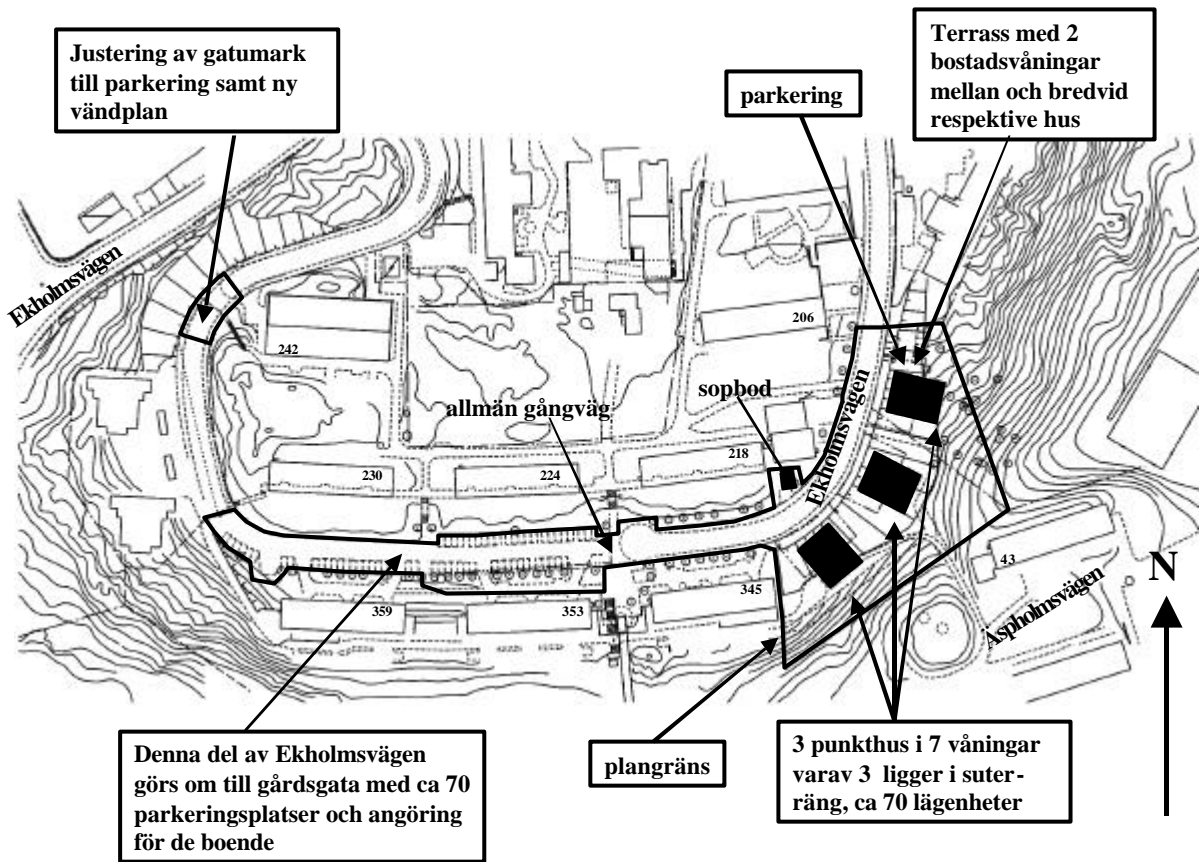 Justering av gatumark
till parkering samt ny
vändplan
parkering
Terrass med 2
bostadsvåningar
mellan och bredvid
respektive hus
Ekholmsvägen
242
206
allmän gångväg
sopbod
Ekholmsvägen
230
224
218
43
N
Aspholmsvägen
359
353
345
Denna del av Ekholmsvägen
görs om till gårdsgata med ca 70
parkeringsplatser och angöring
för de boende
plangräns
3 punkthus i 7 våningar
varav 3 ligger i suter-
räng, ca 70 lägenheter